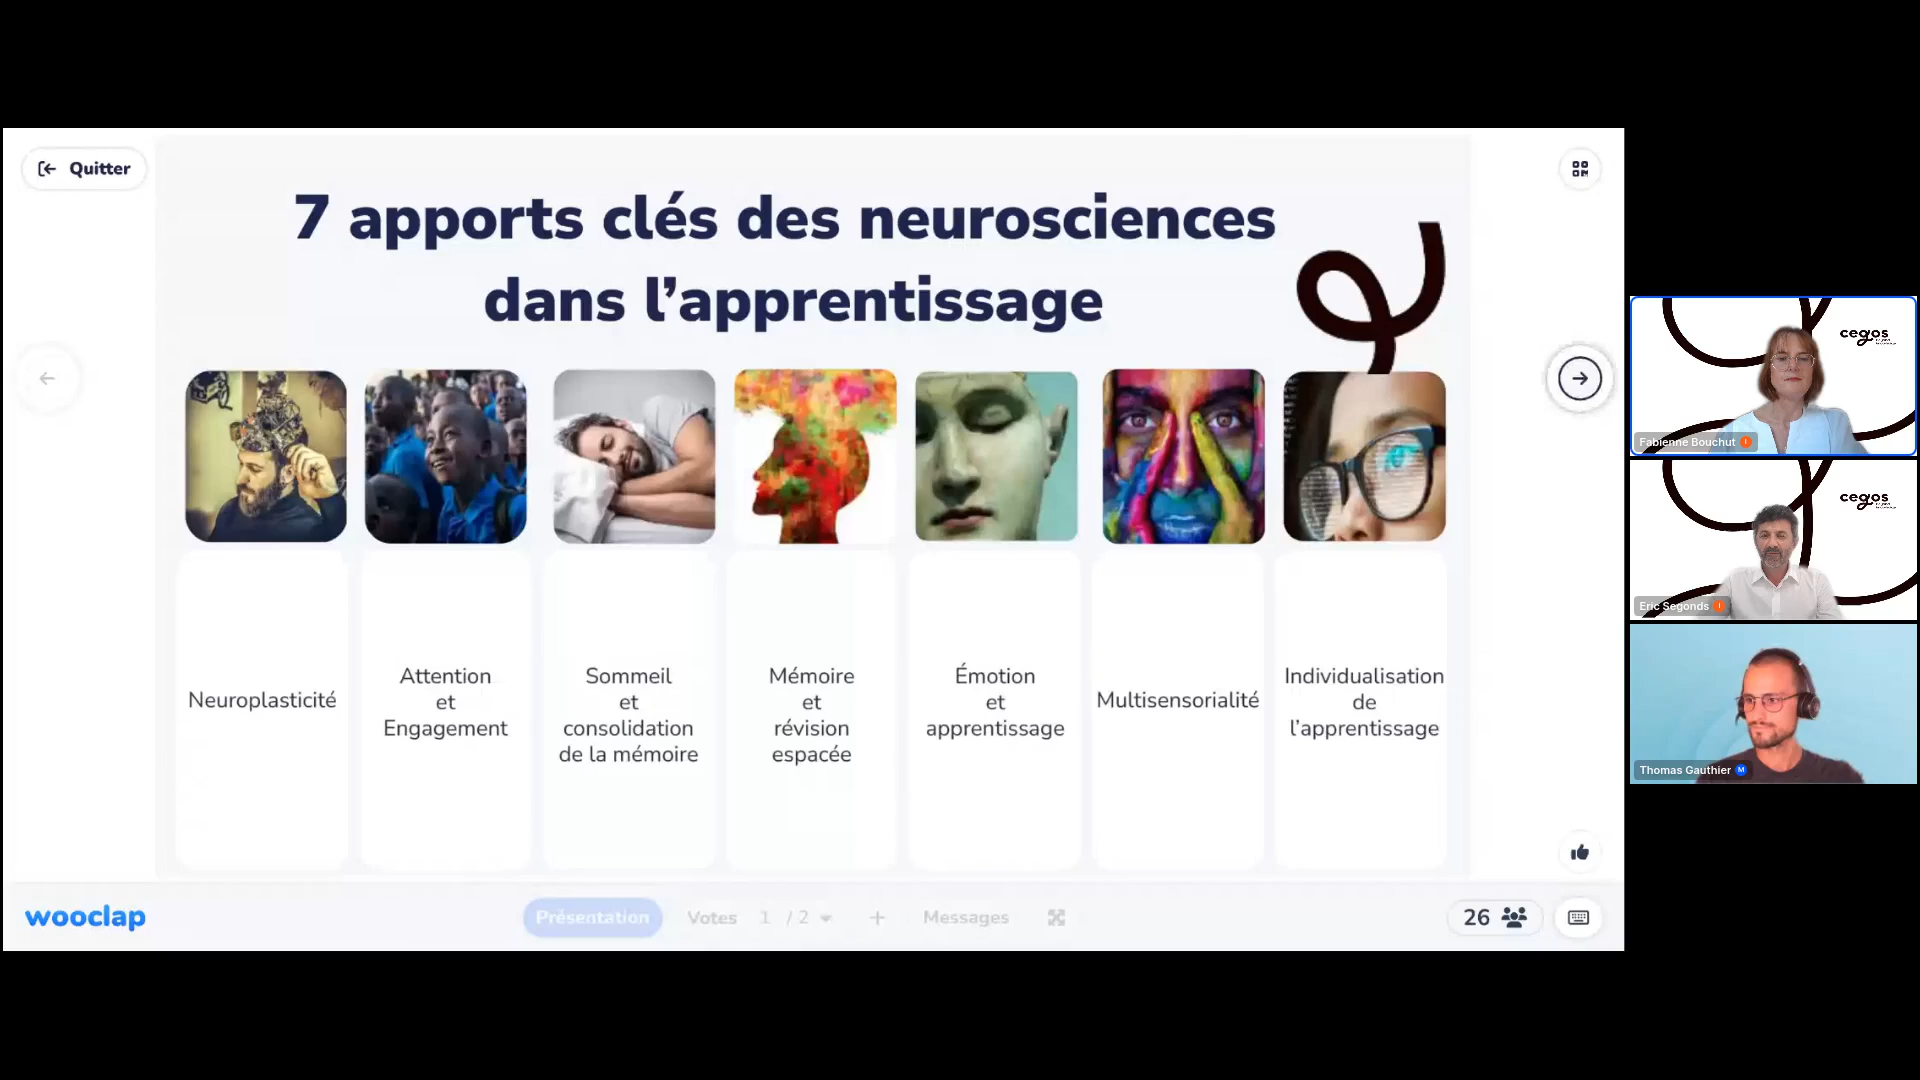 Quitter
7 apports clés des neurosciences
dans l’apprentissage
Neuroplasticité
Attention
et
Engagement
Sommeil
et
consolidation
de la mémoire
Mémoire
et
révision
espacée
Émotion
et
apprentissage
Multisensorialité
Individualisation
de
l’apprentissage
wooclap
Présentation
Votes 1 / 2
Messages
26
cegos
Fabienne Bouchut I
cegos
Eric Segonds I
Thomas Gauthier M